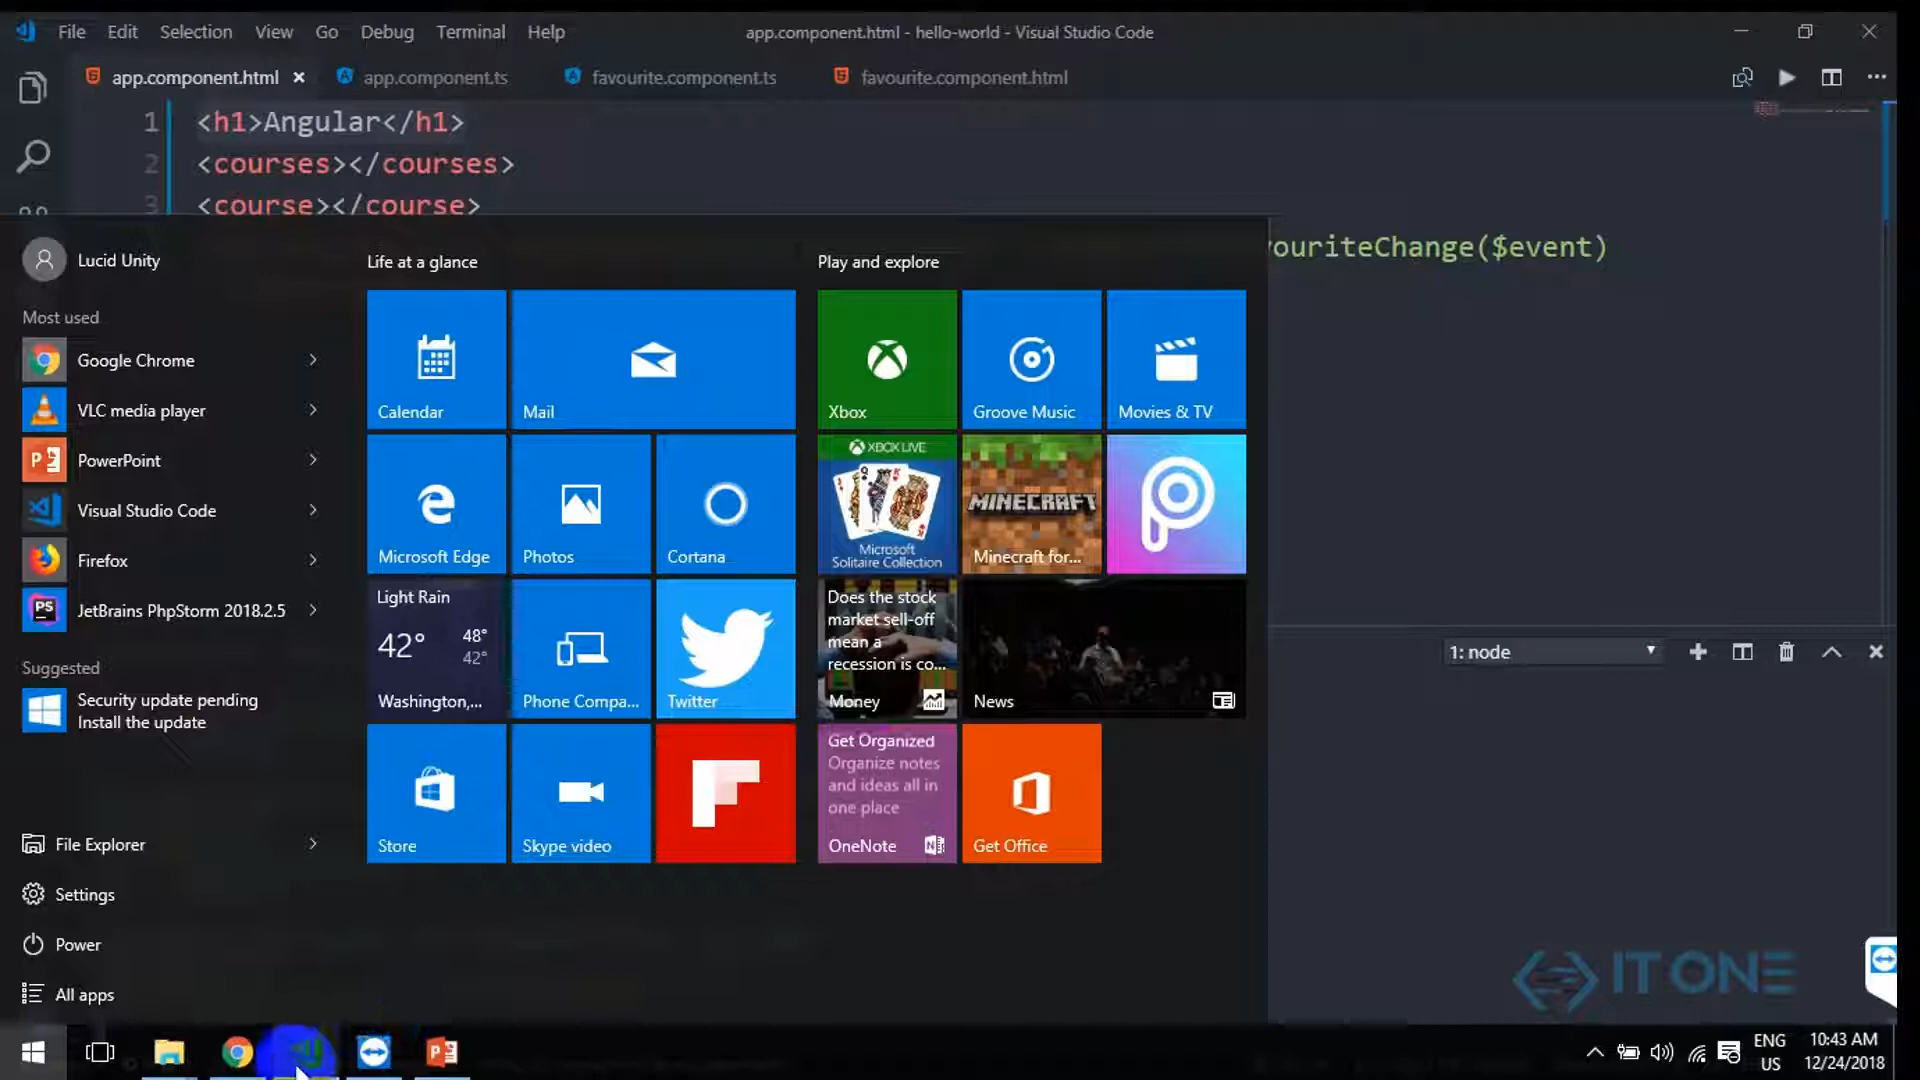 File Edit Selection View Go Debug Terminal Help
app.component.html - hello-world - Visual Studio Code
app.component.html
app.component.ts
favourite.component.ts
favourite.component.html
1 <h1>Angular</h1>
2 <courses></courses>
3 <course></course>
vouriteChange($event)
Lucid Unity
Most used
Google Chrome
VLC media player
PowerPoint
Visual Studio Code
Firefox
JetBrains PhpStorm 2018.2.5
Suggested
Security update pending
Install the update
File Explorer
Settings
Power
All apps
Life at a glance
Calendar
Mail
Microsoft Edge
Photos
Cortana
Light Rain
42°
48°
42°
Washington,...
Phone Compa...
Twitter
Store
Skype video
Play and explore
Xbox
Groove Music
Movies & TV
XBOX LIVE
Microsoft
Solitaire Collection
MINECRAFT
Minecraft for...
Does the stock
market sell-off
mean a
recession is co...
Money
News
Get Organized
Organize notes
and ideas all in
one place
OneNote
Get Office
1: node
IT ONE
ENG
US
10:43 AM
12/24/2018